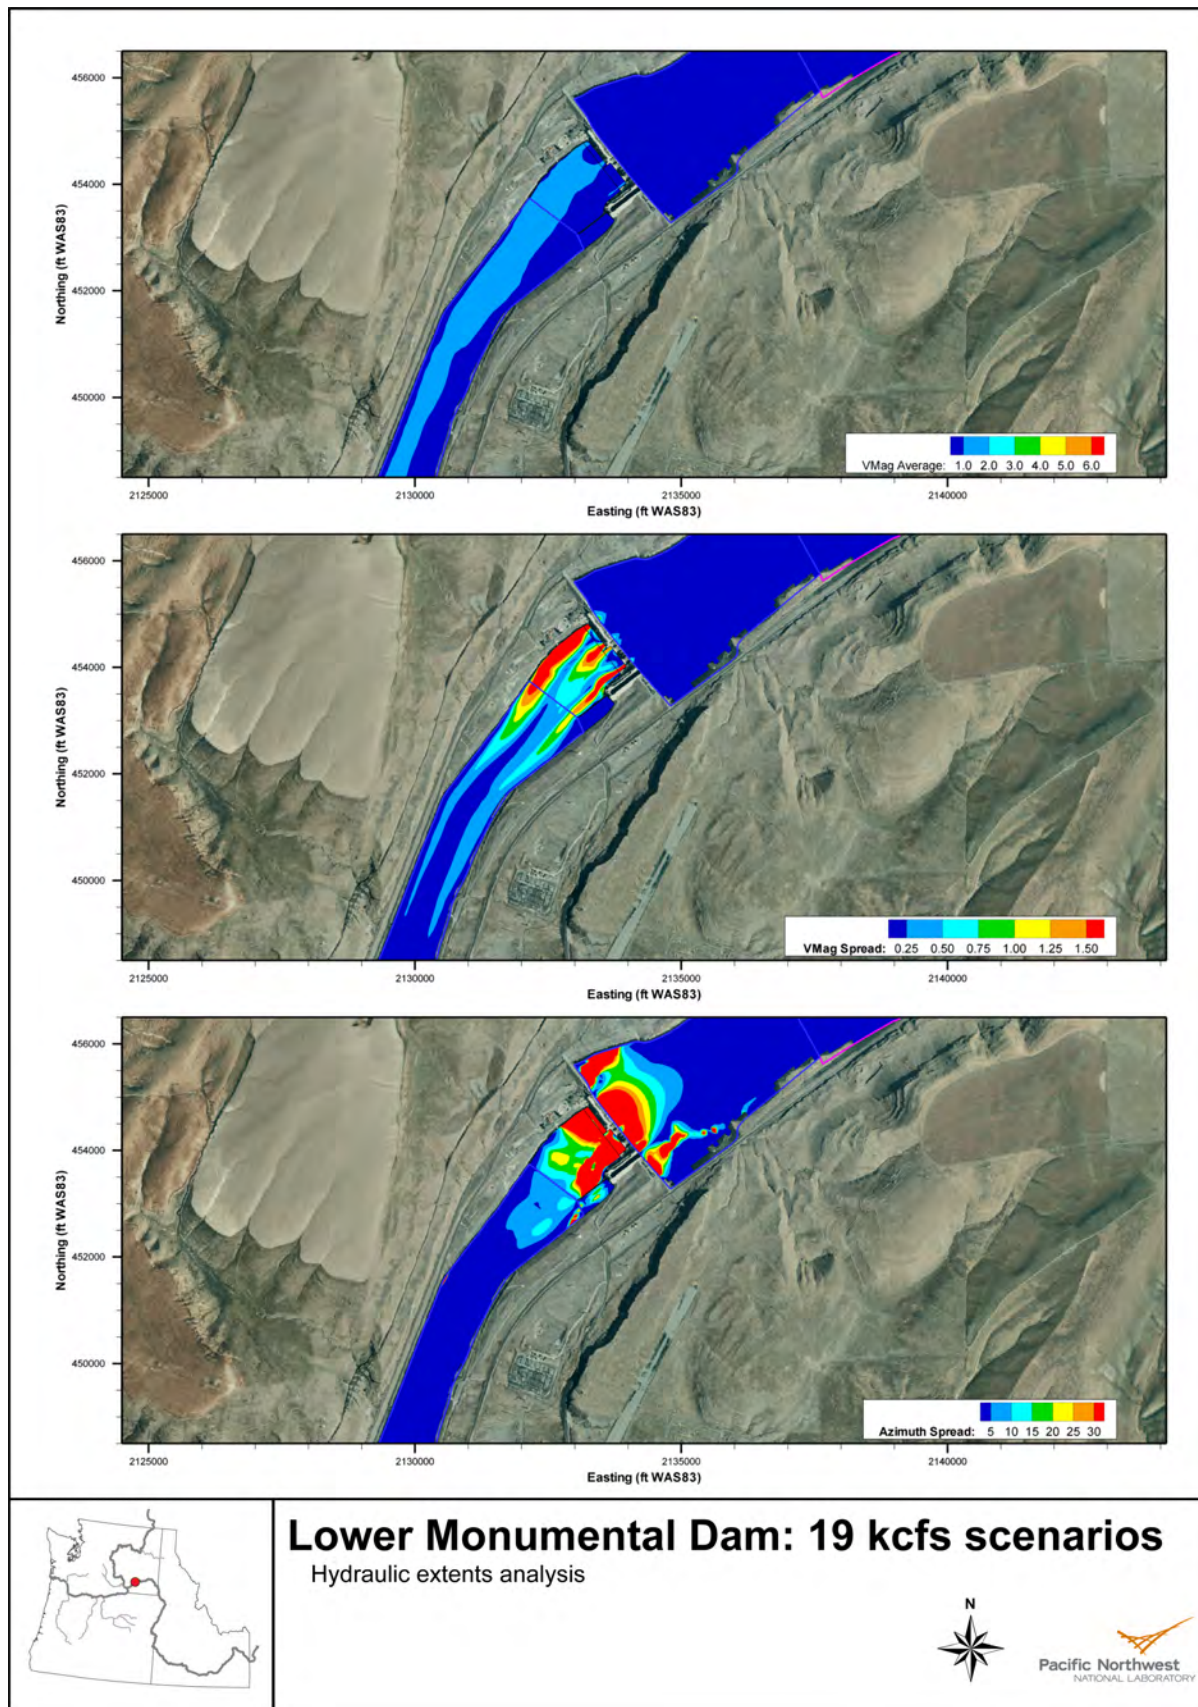 456000
454000
452000
450000
Northing (ft WAS83)
VMag Average: 1.0 2.0 3.0 4.0 5.0 6.0
2125000 2130000 2135000 2140000
Easting (ft WAS83)
456000
454000
452000
450000
Northing (ft WAS83)
VMag Spread: 0.25 0.50 0.75 1.00 1.25 1.50
2125000 2130000 2135000 2140000
Easting (ft WAS83)
456000
454000
452000
450000
Northing (ft WAS83)
Azimuth Spread: 5 10 15 20 25 30
2125000 2130000 2135000 2140000
Easting (ft WAS83)
Lower Monumental Dam: 19 kcfs scenarios
Hydraulic extents analysis
N
Pacific Northwest
NATIONAL LABORATORY